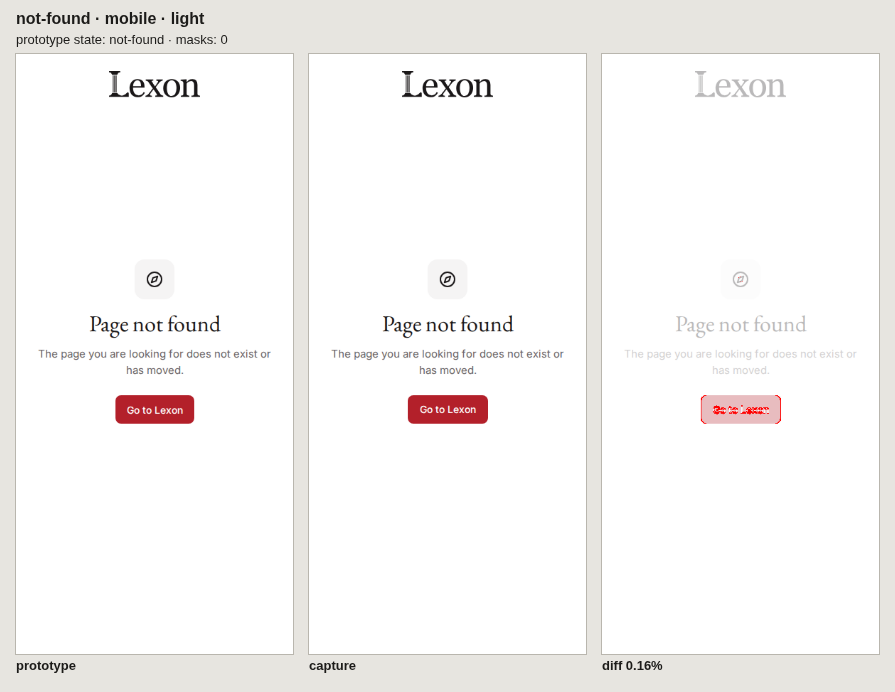 not-found · mobile · light
prototype state: not-found · masks: 0
Lexon
Page not found
The page you are looking for does not exist or
has moved.
Go to Lexon
prototype
Lexon
Page not found
The page you are looking for does not exist or
has moved.
Go to Lexon
capture
Lexon
Page not found
The page you are looking for does not exist or
has moved.
Go to Lexon
diff 0.16%